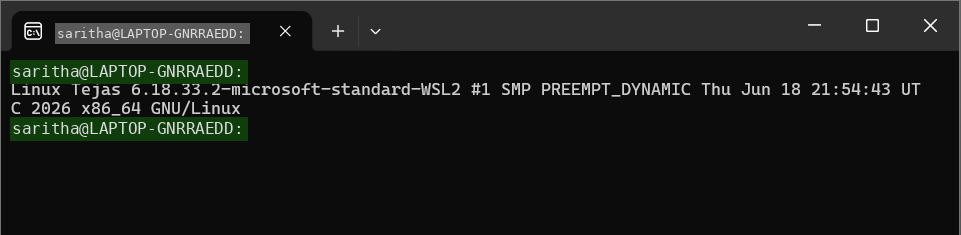 saritha@LAPTOP-GNRRAEDD:
saritha@LAPTOP-GNRRAEDD:
Linux Tejas 6.18.33.2-microsoft-standard-WSL2 #1 SMP PREEMPT_DYNAMIC Thu Jun 18 21:54:43 UT
C 2026 x86_64 GNU/Linux
saritha@LAPTOP-GNRRAEDD: